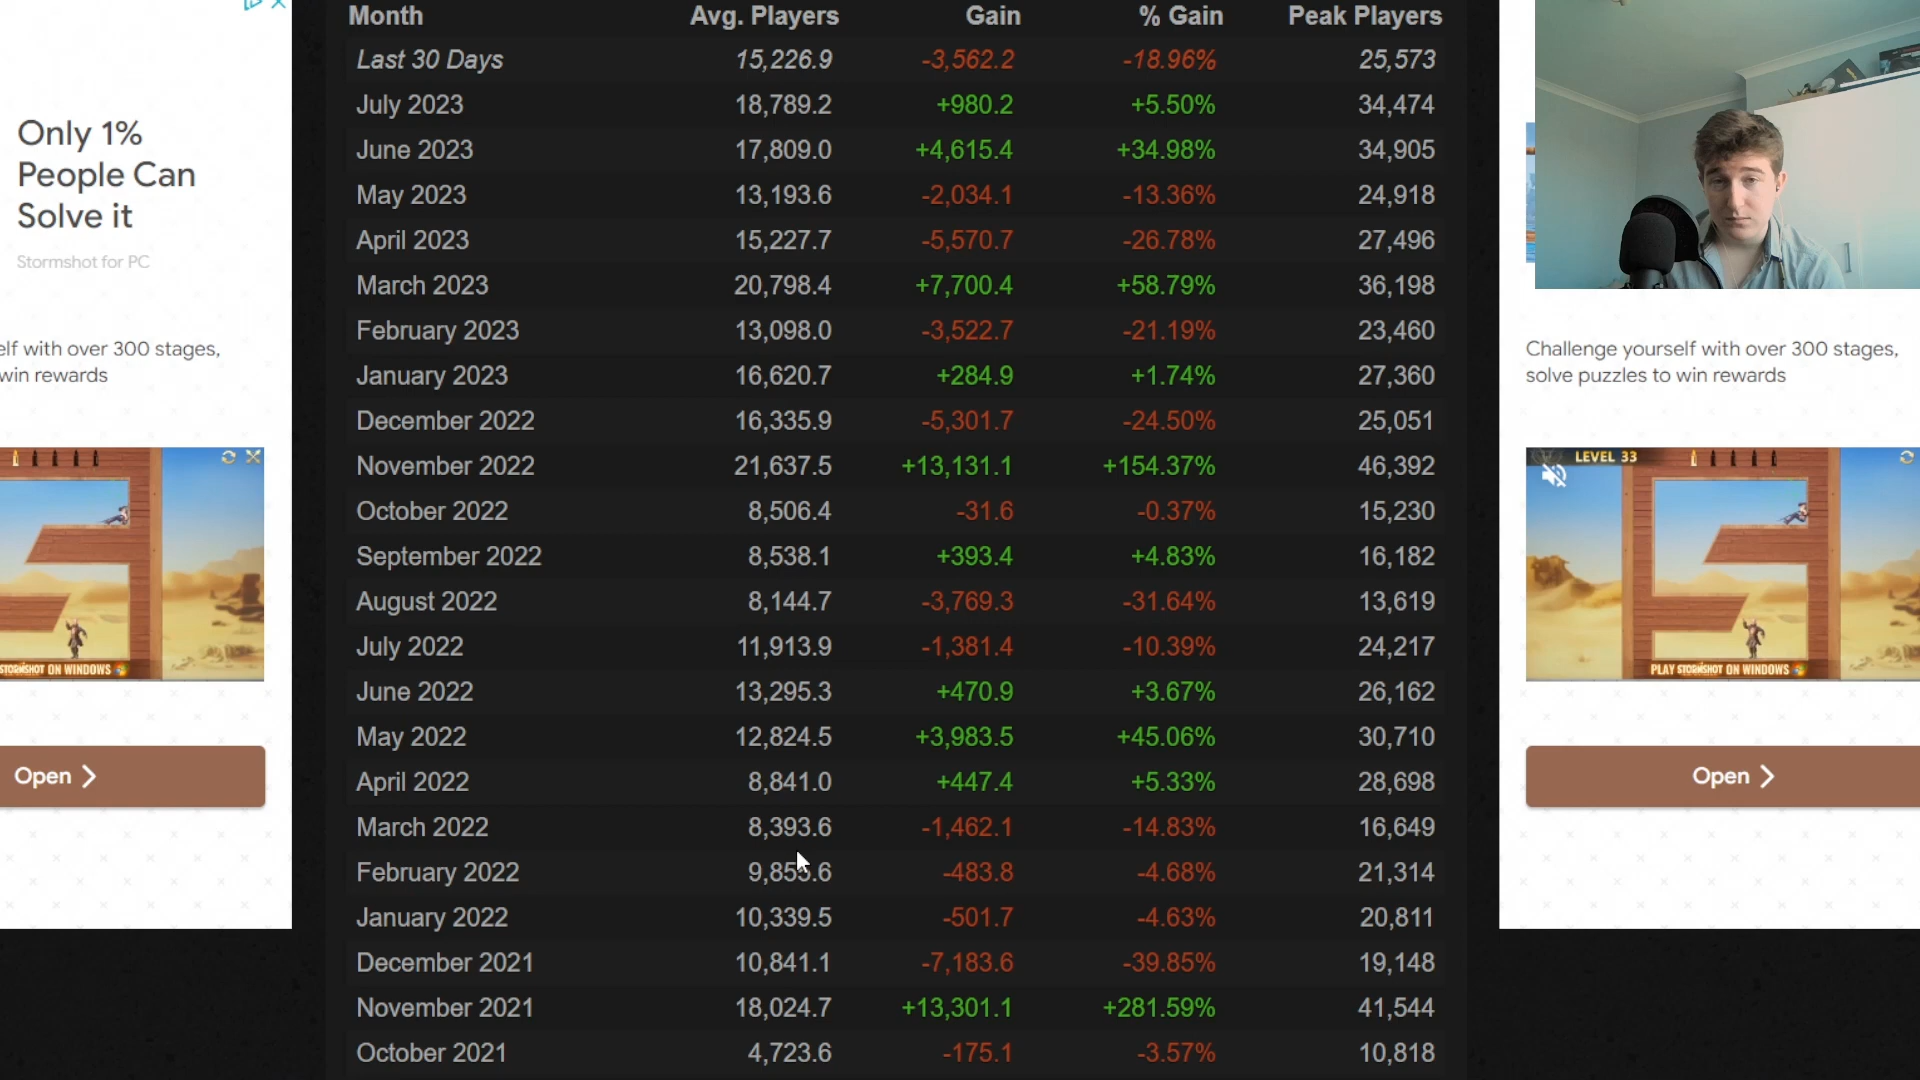 Month Avg. Players Gain % Gain Peak Players
Last 30 Days 15,226.9 -3,562.2 -18.96% 25,573
July 2023 18,789.2 +980.2 +5.50% 34,474
June 2023 17,809.0 +4,615.4 +34.98% 34,905
May 2023 13,193.6 -2,034.1 -13.36% 24,918
April 2023 15,227.7 -5,570.7 -26.78% 27,496
March 2023 20,798.4 +7,700.4 +58.79% 36,198
February 2023 13,098.0 -3,522.7 -21.19% 23,460
January 2023 16,620.7 +284.9 +1.74% 27,360
December 2022 16,335.9 -5,301.7 -24.50% 25,051
November 2022 21,637.5 +13,131.1 +154.37% 46,392
October 2022 8,506.4 -31.6 -0.37% 15,230
September 2022 8,538.1 +393.4 +4.83% 16,182
August 2022 8,144.7 -3,769.3 -31.64% 13,619
July 2022 11,913.9 -1,381.4 -10.39% 24,217
June 2022 13,295.3 +470.9 +3.67% 26,162
May 2022 12,824.5 +3,983.5 +45.06% 30,710
April 2022 8,841.0 +447.4 +5.33% 28,698
March 2022 8,393.6 -1,462.1 -14.83% 16,649
February 2022 9,855.6 -483.8 -4.68% 21,314
January 2022 10,339.5 -501.7 -4.63% 20,811
December 2021 10,841.1 -7,183.6 -39.85% 19,148
November 2021 18,024.7 +13,301.1 +281.59% 41,544
October 2021 4,723.6 -175.1 -3.57% 10,818
Only 1%
People Can
Solve it
Stormshot for PC
elf with over 300 stages,
win rewards
STORMSHOT ON WINDOWS
Open
Challenge yourself with over 300 stages,
solve puzzles to win rewards
LEVEL 33
PLAY STORMSHOT ON WINDOWS
Open